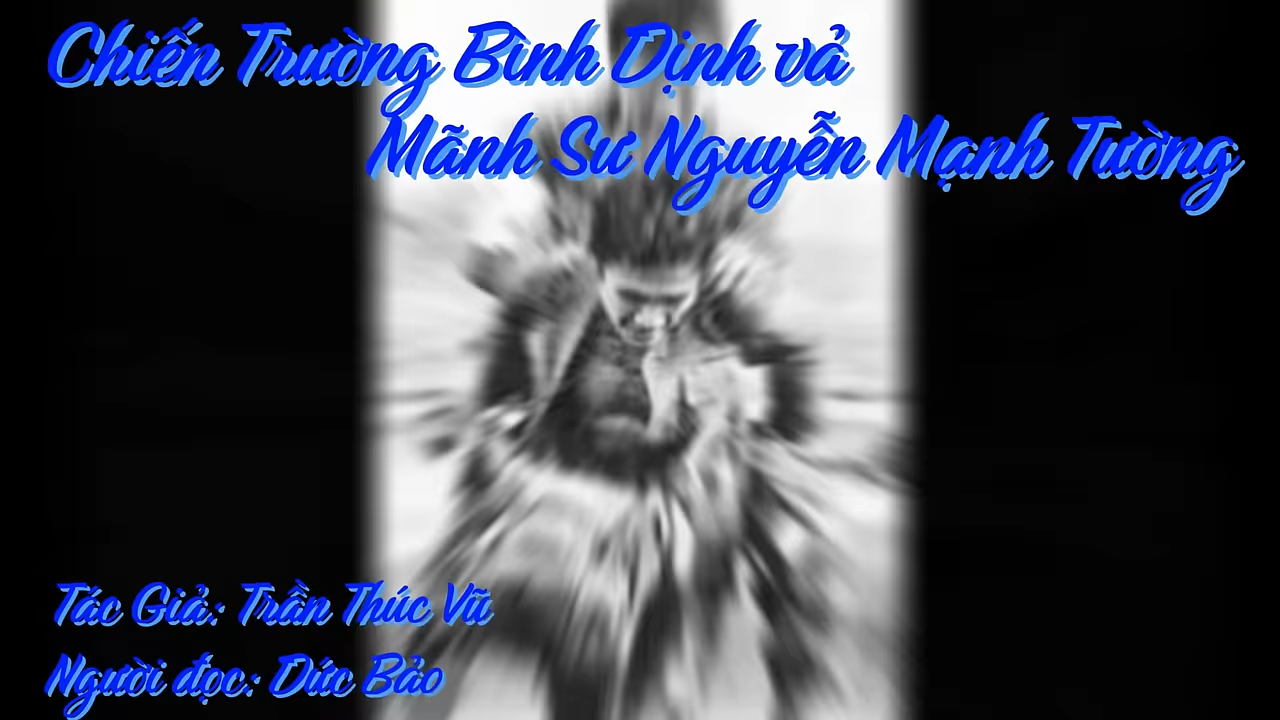 Chiến Trường Bình Định vả
Mãnh Sư Nguyễn Mạnh Tường
Tác Giả: Trần Thúc Vũ
Người đọc: Đức Bảo